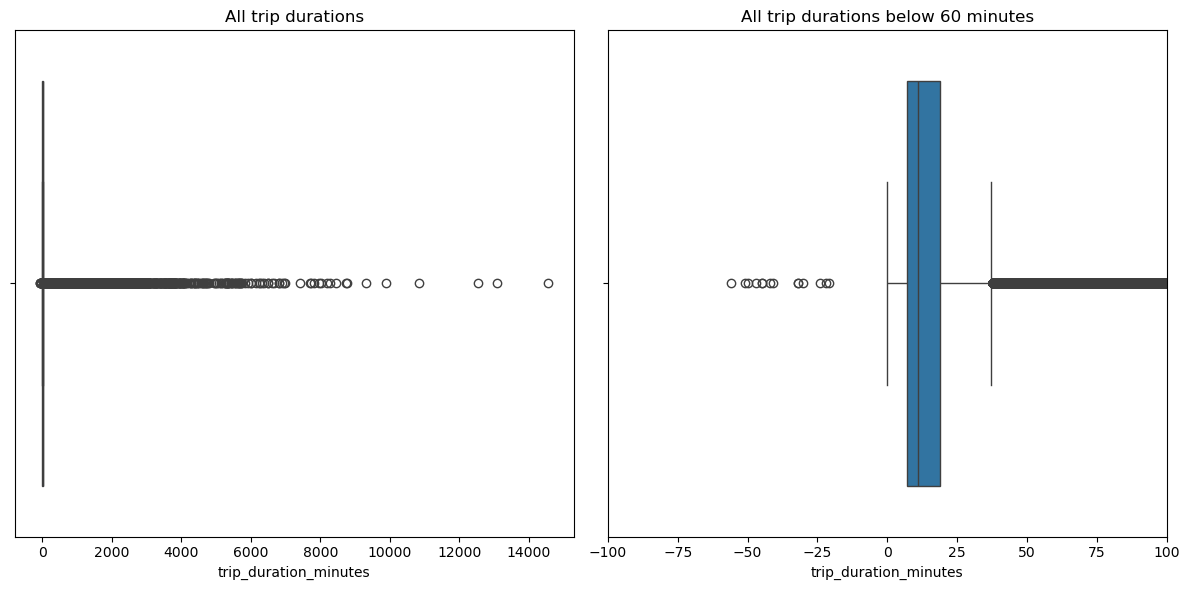 All trip durations
0 2000 4000 6000 8000 10000 12000 14000
trip_duration_minutes
All trip durations below 60 minutes
−100 −75 −50 −25 0 25 50 75 100
trip_duration_minutes